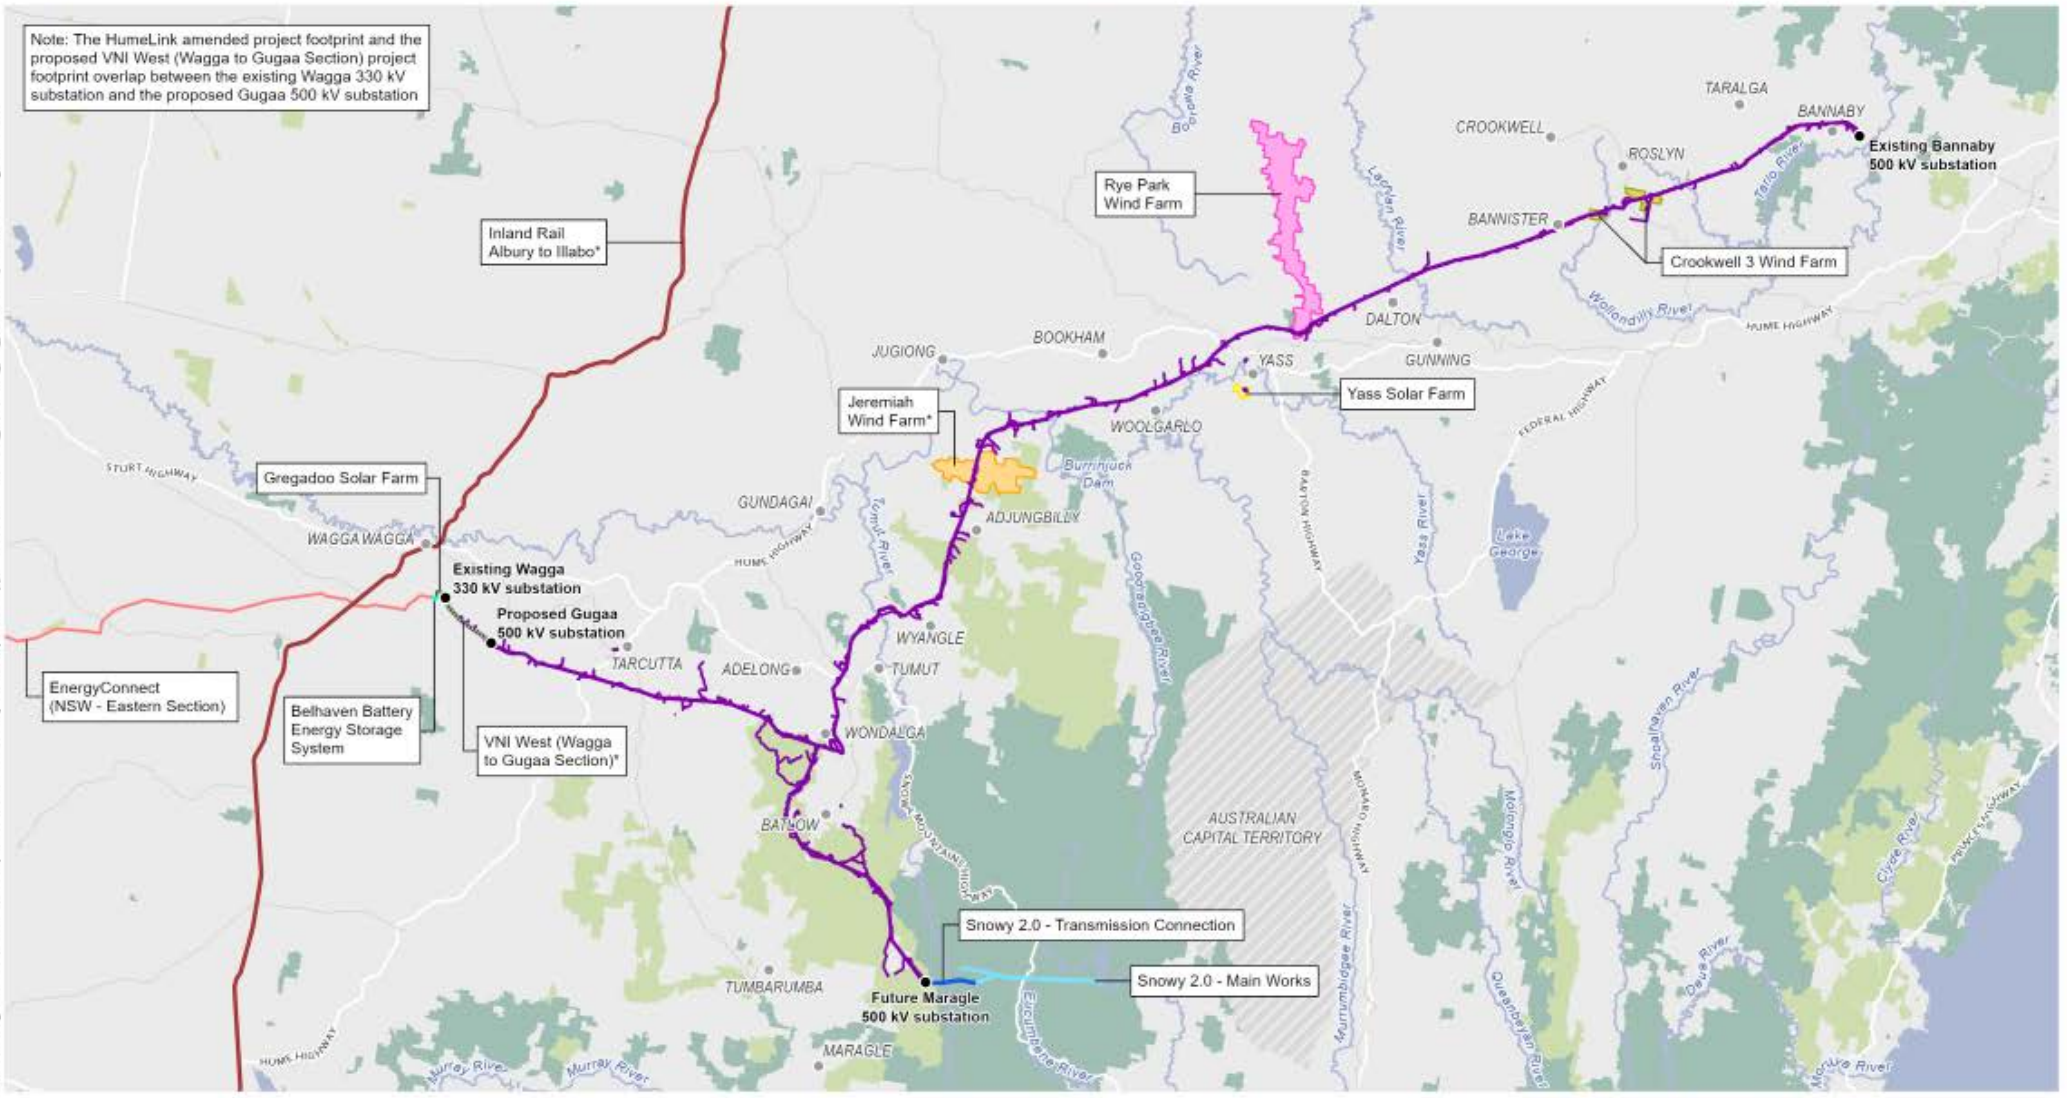 Note: The HumeLink amended project footprint and the
proposed VNI West (Wagga to Gugaa Section) project
footprint overlap between the existing Wagga 330 kV
substation and the proposed Gugaa 500 kV substation
Boorowa River
TARALGA
BANNABY
CROOKWELL
Existing Bannaby
500 kV substation
ROSLYN
Tarlo River
Rye Park
Wind Farm
Lachlan River
BANNISTER
Inland Rail
Albury to Illabo*
Crookwell 3 Wind Farm
Wollondilly River
HUME HIGHWAY
DALTON
BOOKHAM
JUGIONG
YASS
GUNNING
Yass Solar Farm
FEDERAL HIGHWAY
Jeremiah
Wind Farm*
WOOLGARLO
Burrinjuck
Dam
STURT HIGHWAY
Gregadoo Solar Farm
GUNDAGAI
Tumut River
ADJUNGBILLY
BARTON HIGHWAY
Yass River
Lake
George
WAGGA WAGGA
HUME HIGHWAY
Goodradigbee River
Existing Wagga
330 kV substation
Proposed Gugaa
500 kV substation
WYANGLE
TARCUTTA
ADELONG
TUMUT
EnergyConnect
(NSW - Eastern Section)
Belhaven Battery
Energy Storage
System
VNI West (Wagga
to Gugaa Section)*
WONDALGA
Shoalhaven River
SNOWY MOUNTAINS HIGHWAY
MONARO HIGHWAY
Molonglo River
BATLOW
AUSTRALIAN
CAPITAL TERRITORY
PRINCES HIGHWAY
Clyde River
Snowy 2.0 - Transmission Connection
Murrumbidgee River
Snowy 2.0 - Main Works
Deua River
Queanbeyan River
TUMBARUMBA
Future Maragle
500 kV substation
Eucumbene River
HUME HIGHWAY
MARAGLE
Murray River
Murray River
Moruya River